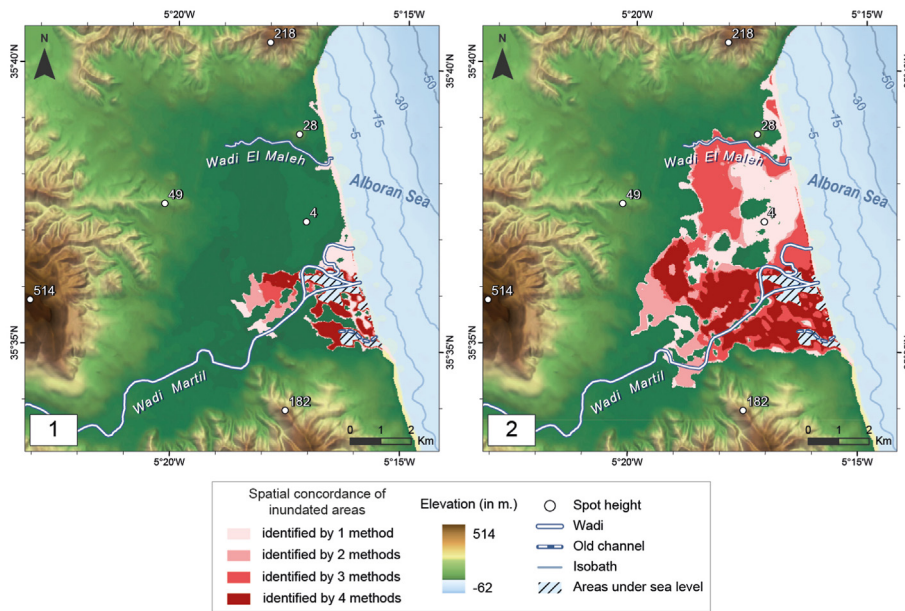 5°20'W
5°15'W
5°20'W
5°15'W
N
218
35°40'N
-5
-15
-30
-50
28
Wadi El Maleh
Alboran Sea
49
4
514
35°35'N
Wadi Martil
182
1
0 1 2
Km
5°20'W
5°15'W
N
218
35°40'N
-5
-15
-30
-50
28
Wadi El Maleh
Alboran Sea
49
4
514
35°35'N
Wadi Martil
182
2
0 1 2
Km
5°20'W
5°15'W
5°20'W
5°15'W
Spatial concordance of
inundated areas
identified by 1 method
identified by 2 methods
identified by 3 methods
identified by 4 methods
Elevation (in m.)
514
-62
Spot height
Wadi
Old channel
Isobath
Areas under sea level